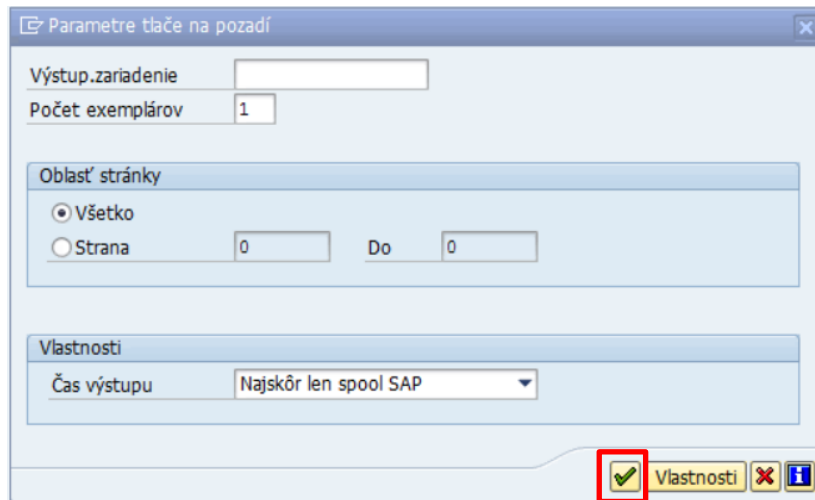 Parametre tlače na pozadí
Výstup.zariadenie
Počet exemplárov 1
Oblasť stránky
Všetko
Strana 0 Do 0
Vlastnosti
Čas výstupu Najskôr len spool SAP
Vlastnosti